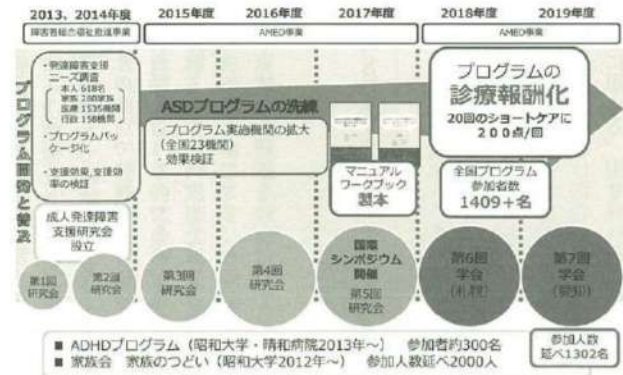 2013、2014年度
2015年度
2016年度
2017年度
2018年度
2019年度
障害者総合福祉推進事業
AMED事業
AMED事業
プログラム開発と普及
・発達障害支援
ニーズ調査
本人 618名
家族 280家族
医療 1535機関
行政 158機関
・プログラムパッ
ケージ化
・支援効果,支援効
率の検証
成人発達障害
支援研究会
設立
ASDプログラムの洗練
・プログラム実施機関の拡大
(全国23機関)
・効果検証
マニュアル
ワークブック
製本
プログラムの
診療報酬化
20回のショートケアに
200点/回
全国プログラム
参加者数
1409+名
第1回
研究会
第2回
研究会
第3回
研究会
第4回
研究会
国際
シンポジウム
開催
第5回
研究会
第6回
学会
(札幌)
第7回
学会
(愛知)
■ ADHDプログラム(昭和大学・晴和病院2013年~) 参加者約300名
■ 家族会 家族のつどい(昭和大学2012年~) 参加人数延べ2000人
参加人数
延べ1302名